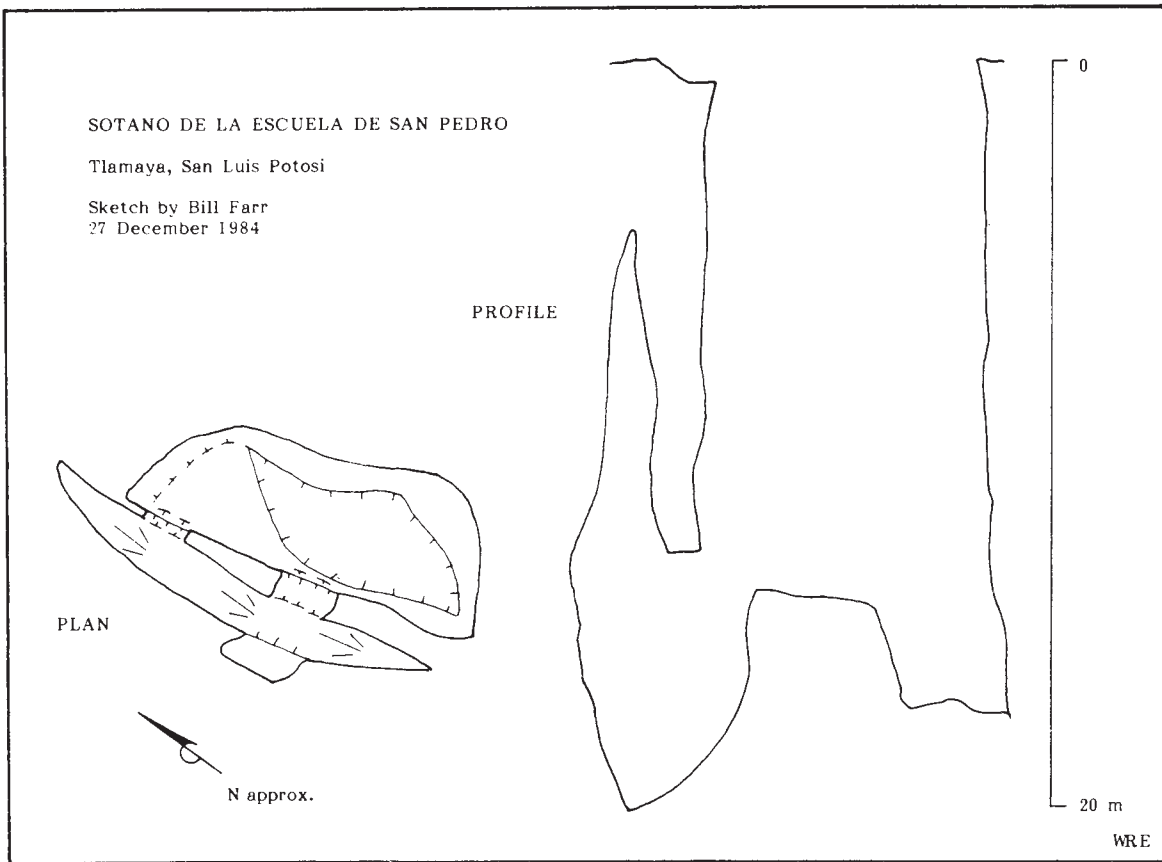 SOTANO DE LA ESCUELA DE SAN PEDRO
Tlamaya, San Luis Potosi
Sketch by Bill Farr
27 December 1984
PROFILE
PLAN
N approx.
0
20 m
WRE